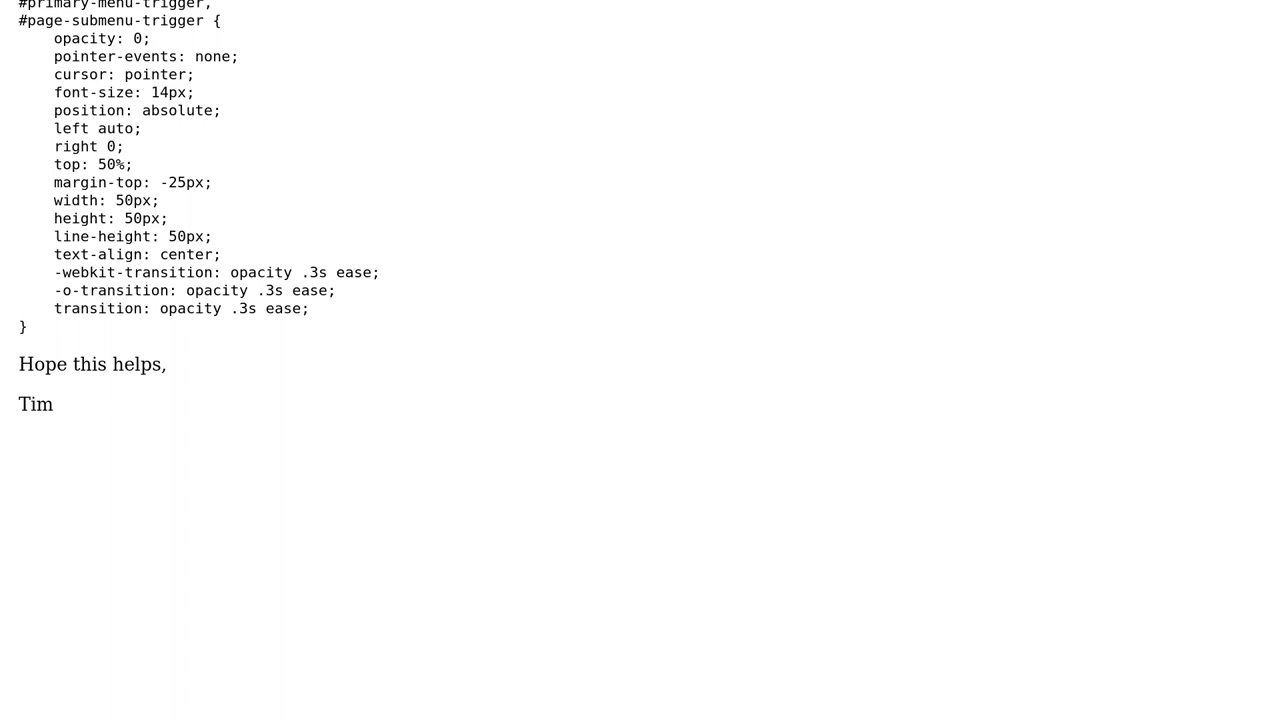 #primary-menu-trigger,
#page-submenu-trigger {
    opacity: 0;
    pointer-events: none;
    cursor: pointer;
    font-size: 14px;
    position: absolute;
    left auto;
    right 0;
    top: 50%;
    margin-top: -25px;
    width: 50px;
    height: 50px;
    line-height: 50px;
    text-align: center;
    -webkit-transition: opacity .3s ease;
    -o-transition: opacity .3s ease;
    transition: opacity .3s ease;
}
Hope this helps,
Tim